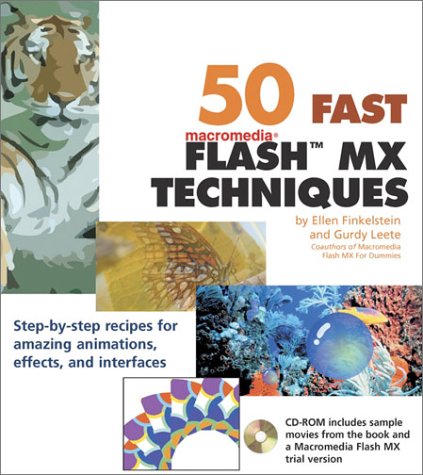 50 FAST
macromedia®
FLASH™ MX
TECHNIQUES
by Ellen Finkelstein
and Gurdy Leete
Coauthors of Macromedia
Flash MX For Dummies
Step-by-step recipes for
amazing animations,
effects, and interfaces
CD-ROM includes sample
movies from the book and
a Macromedia Flash MX
trial version